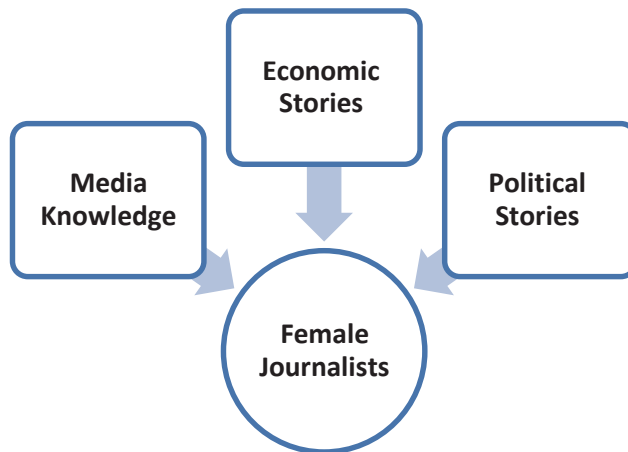 Economic
Stories
Media
Knowledge
Political
Stories
Female
Journalists